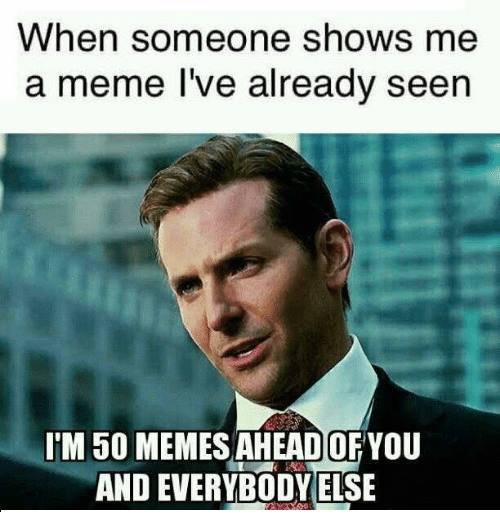 When someone shows me
a meme I've already seen
I'M 50 MEMES AHEAD OF YOU
AND EVERYBODY ELSE